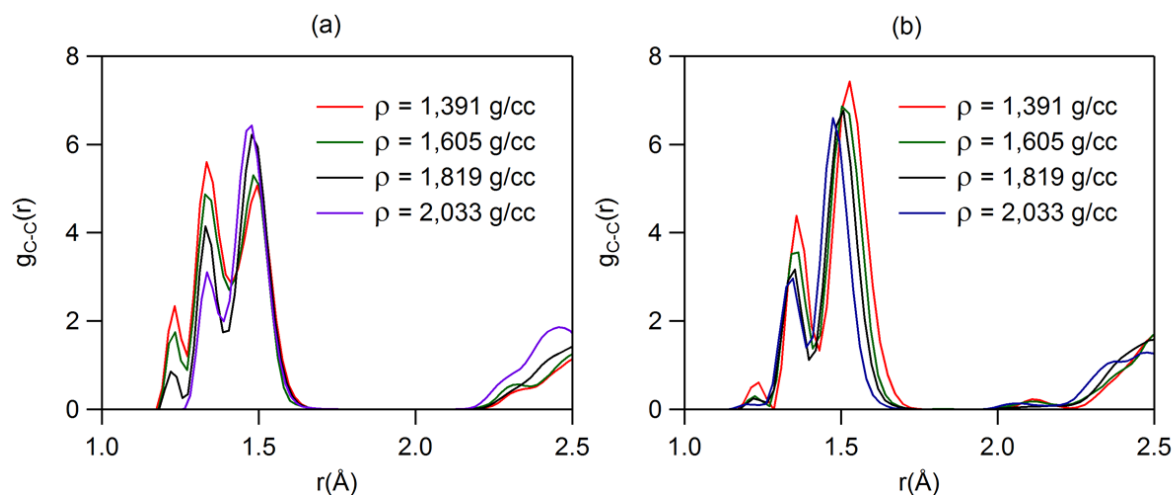 (a)
8
6
4
2
0
g_C-C(r)
ρ = 1,391 g/cc
ρ = 1,605 g/cc
ρ = 1,819 g/cc
ρ = 2,033 g/cc
1.0 1.5 2.0 2.5
r(Å)
(b)
8
6
4
2
0
g_C-C(r)
ρ = 1,391 g/cc
ρ = 1,605 g/cc
ρ = 1,819 g/cc
ρ = 2,033 g/cc
1.0 1.5 2.0 2.5
r(Å)